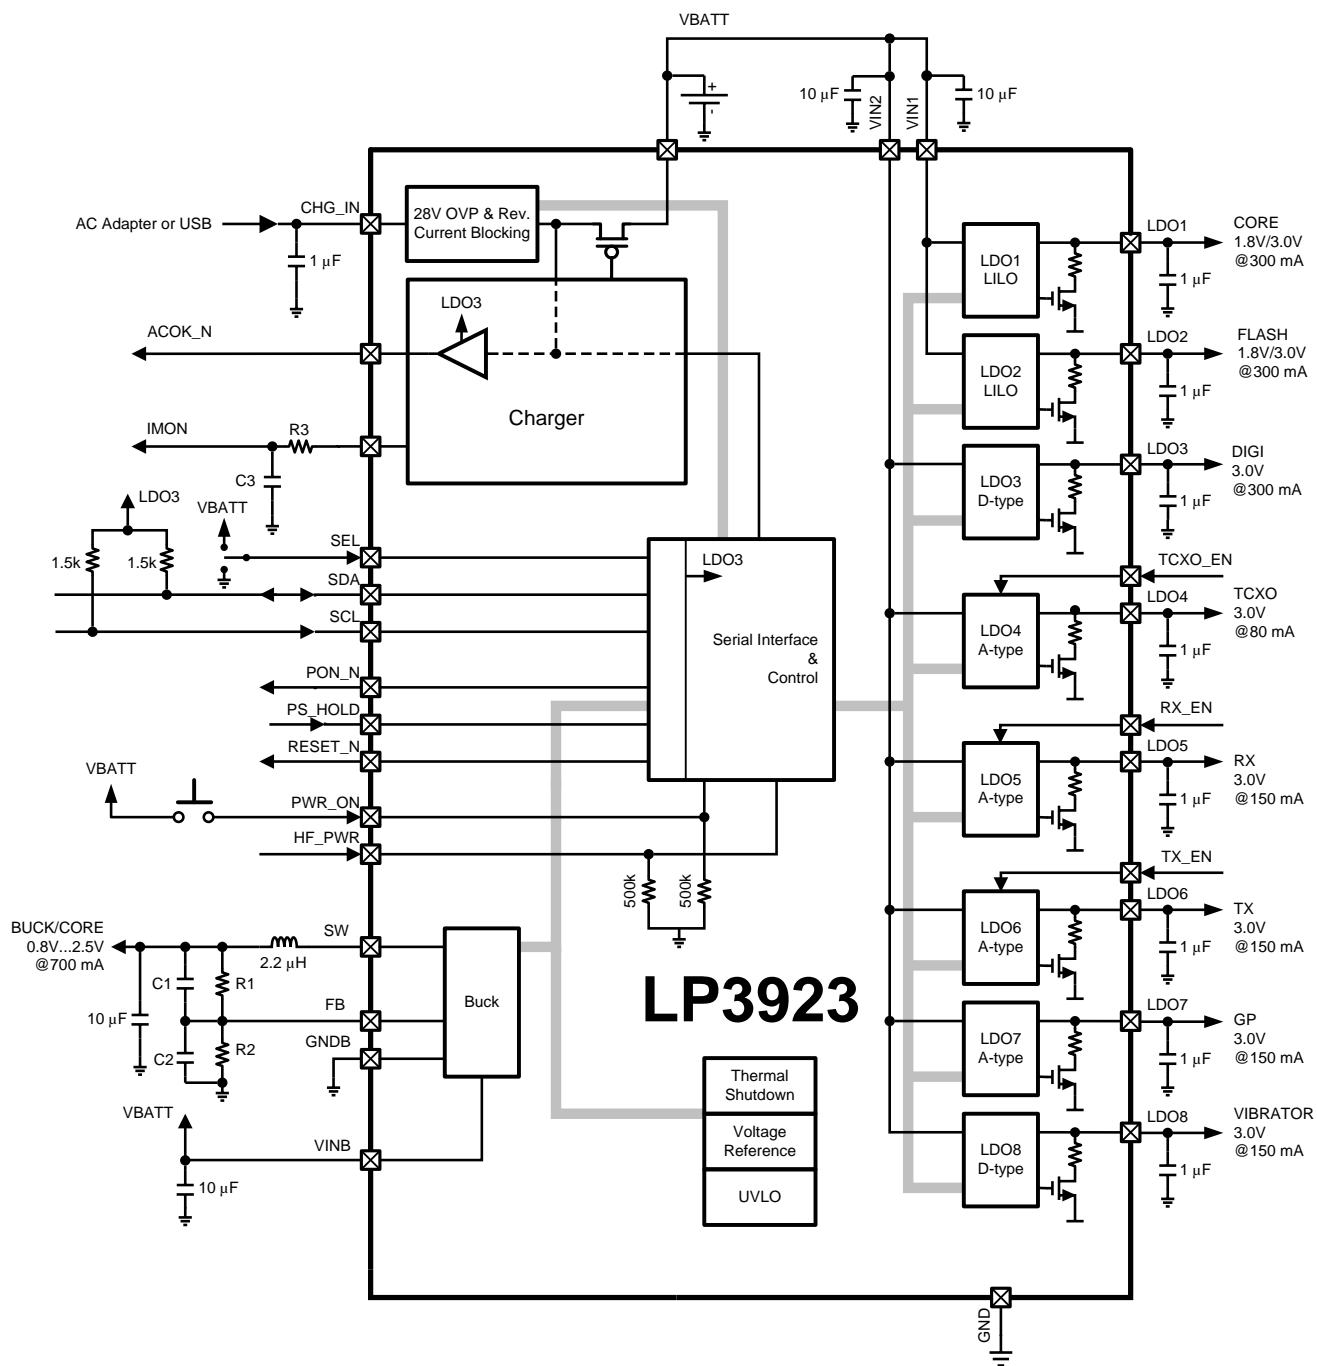 VBATT
10 µF
VIN2
VIN1
10 µF
AC Adapter or USB
CHG_IN
1 µF
28V OVP & Rev.
Current Blocking
LDO3
Charger
ACOK_N
IMON
R3
C3
LDO3
VBATT
1.5k
1.5k
SEL
SDA
SCL
PON_N
PS_HOLD
RESET_N
VBATT
PWR_ON
HF_PWR
LDO3
Serial Interface
&
Control
500k
500k
BUCK/CORE
0.8V...2.5V
@700 mA
SW
2.2 µH
C1
R1
10 µF
FB
C2
R2
GNDB
Buck
VBATT
VINB
10 µF
LP3923
Thermal
Shutdown
Voltage
Reference
UVLO
LDO1
LILO
LDO1
1 µF
CORE
1.8V/3.0V
@300 mA
LDO2
LILO
LDO2
1 µF
FLASH
1.8V/3.0V
@300 mA
LDO3
D-type
LDO3
1 µF
DIGI
3.0V
@300 mA
TCXO_EN
LDO4
A-type
LDO4
1 µF
TCXO
3.0V
@80 mA
RX_EN
LDO5
A-type
LDO5
1 µF
RX
3.0V
@150 mA
TX_EN
LDO6
A-type
LDO6
1 µF
TX
3.0V
@150 mA
LDO7
A-type
LDO7
1 µF
GP
3.0V
@150 mA
LDO8
D-type
LDO8
1 µF
VIBRATOR
3.0V
@150 mA
GND